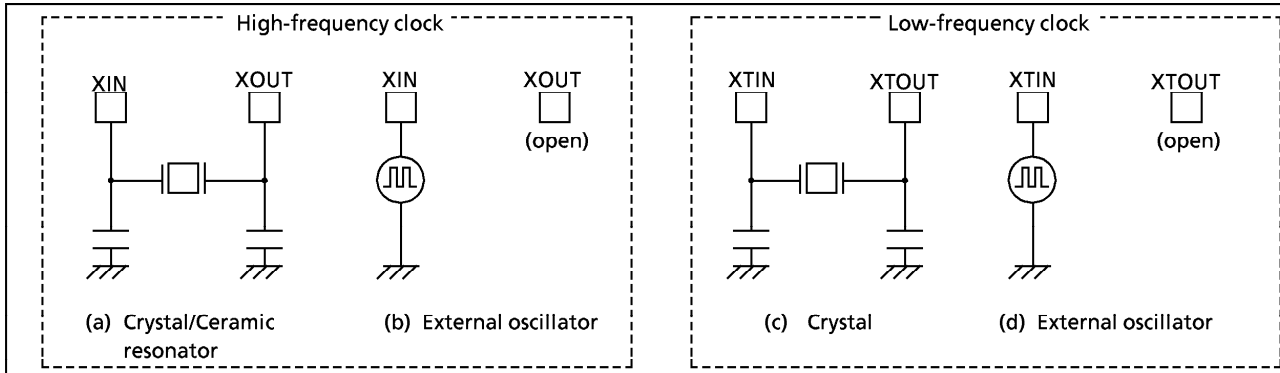 High-frequency clock
XIN
XOUT
XIN
XOUT
(open)
(a) Crystal/Ceramic
resonator
(b) External oscillator
Low-frequency clock
XTIN
XTOUT
XTIN
XTOUT
(open)
(c) Crystal
(d) External oscillator